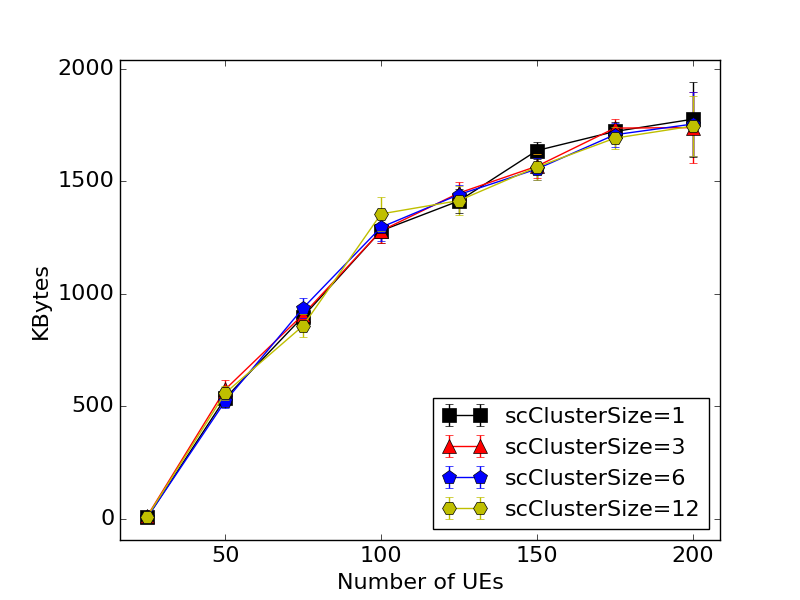 2000
1500
1000
500
0
KBytes
50 100 150 200
Number of UEs
scClusterSize=1
scClusterSize=3
scClusterSize=6
scClusterSize=12